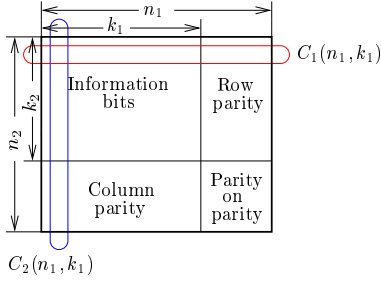 n1
k1
C1(n1, k1)
Information
bits
Row
parity
k2
n2
Column
parity
Parity
on
parity
C2(n1, k1)